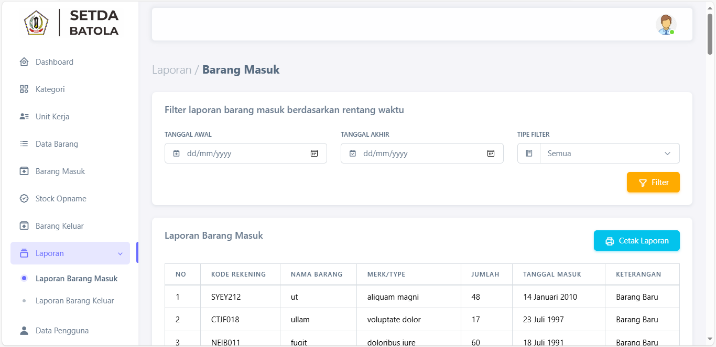 SETDA
BATOLA
Dashboard
Kategori
Unit Kerja
Data Barang
Barang Masuk
Stock Opname
Barang Keluar
Laporan
Laporan Barang Masuk
Laporan Barang Keluar
Data Pengguna
Laporan / Barang Masuk
Filter laporan barang masuk berdasarkan rentang waktu
TANGGAL AWAL TANGGAL AKHIR TIPE FILTER
dd/mm/yyyy dd/mm/yyyy Semua
Filter
Laporan Barang Masuk
Cetak Laporan
NO KODE REKENING NAMA BARANG MERK/TYPE JUMLAH TANGGAL MASUK KETERANGAN
1 SYEY212 ut aliquam magni 48 14 Januari 2010 Barang Baru
2 CTJF018 ullam voluptate dolor 17 23 Juli 1997 Barang Baru
3 NEIB011 fugit doloribus iure 60 18 Juli 1991 Barang Baru